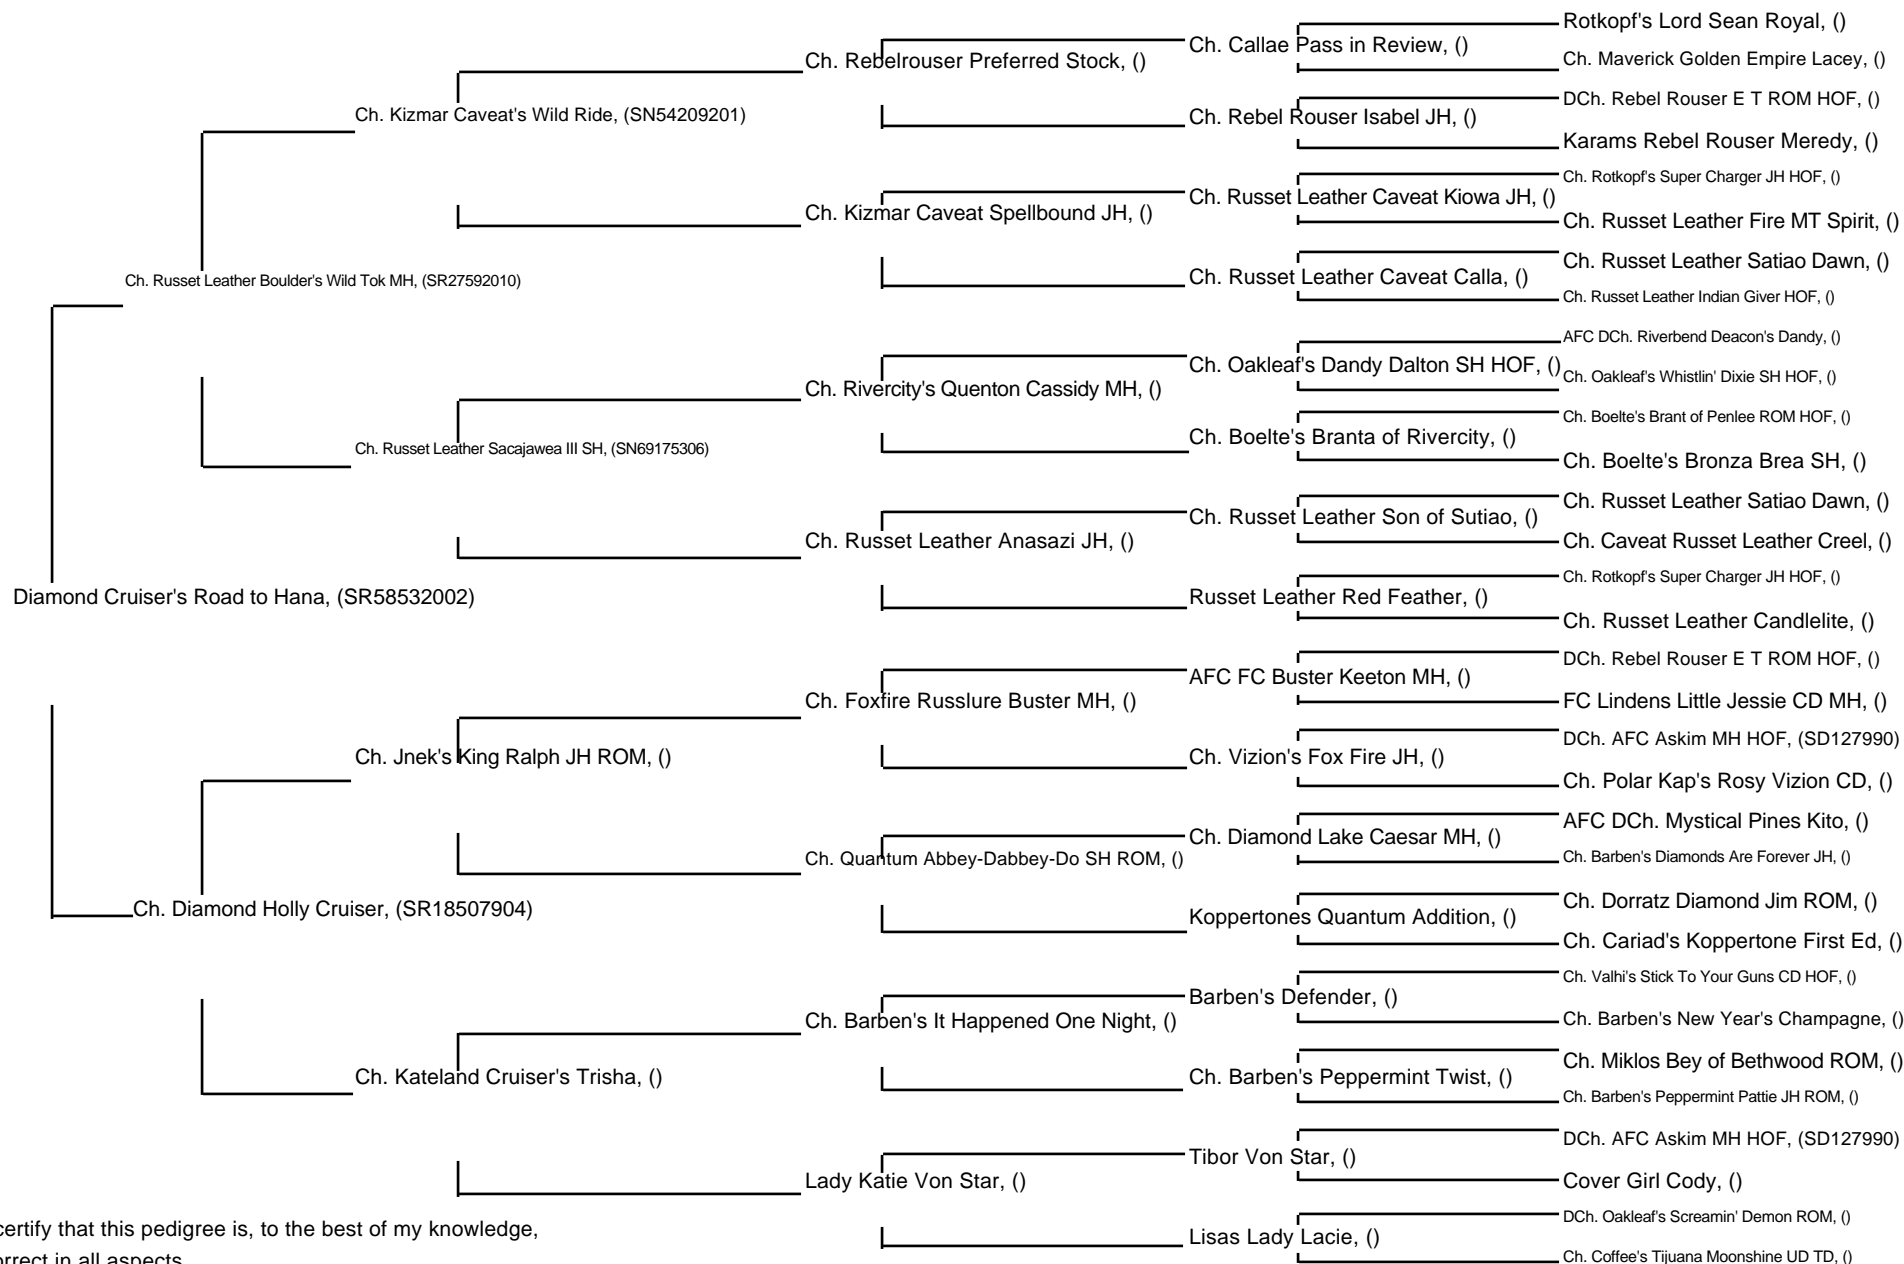 Rotkopf's Lord Sean Royal, ()
Ch. Callae Pass in Review, ()
Ch. Maverick Golden Empire Lacey, ()
Ch. Rebelrouser Preferred Stock, ()
DCh. Rebel Rouser E T ROM HOF, ()
Ch. Rebel Rouser Isabel JH, ()
Karams Rebel Rouser Meredy, ()
Ch. Kizmar Caveat's Wild Ride, (SN54209201)
Ch. Rotkopf's Super Charger JH HOF, ()
Ch. Russet Leather Caveat Kiowa JH, ()
Ch. Russet Leather Fire MT Spirit, ()
Ch. Kizmar Caveat Spellbound JH, ()
Ch. Russet Leather Satiao Dawn, ()
Ch. Russet Leather Caveat Calla, ()
Ch. Russet Leather Indian Giver HOF, ()
Ch. Russet Leather Boulder's Wild Tok MH, (SR27592010)
AFC DCh. Riverbend Deacon's Dandy, ()
Ch. Oakleaf's Dandy Dalton SH HOF, ()
Ch. Oakleaf's Whistlin' Dixie SH HOF, ()
Ch. Rivercity's Quenton Cassidy MH, ()
Ch. Boelte's Brant of Penlee ROM HOF, ()
Ch. Boelte's Branta of Rivercity, ()
Ch. Boelte's Bronza Brea SH, ()
Ch. Russet Leather Sacajawea III SH, (SN69175306)
Ch. Russet Leather Satiao Dawn, ()
Ch. Russet Leather Son of Sutiao, ()
Ch. Caveat Russet Leather Creel, ()
Ch. Russet Leather Anasazi JH, ()
Ch. Rotkopf's Super Charger JH HOF, ()
Russet Leather Red Feather, ()
Ch. Russet Leather Candlelite, ()
Diamond Cruiser's Road to Hana, (SR58532002)
DCh. Rebel Rouser E T ROM HOF, ()
AFC FC Buster Keeton MH, ()
FC Lindens Little Jessie CD MH, ()
Ch. Foxfire Russlure Buster MH, ()
DCh. AFC Askim MH HOF, (SD127990)
Ch. Vizion's Fox Fire JH, ()
Ch. Polar Kap's Rosy Vizion CD, ()
Ch. Jnek's King Ralph JH ROM, ()
AFC DCh. Mystical Pines Kito, ()
Ch. Diamond Lake Caesar MH, ()
Ch. Barben's Diamonds Are Forever JH, ()
Ch. Quantum Abbey-Dabbey-Do SH ROM, ()
Ch. Dorratz Diamond Jim ROM, ()
Koppertones Quantum Addition, ()
Ch. Cariad's Koppertone First Ed, ()
Ch. Diamond Holly Cruiser, (SR18507904)
Ch. Valhi's Stick To Your Guns CD HOF, ()
Barben's Defender, ()
Ch. Barben's New Year's Champagne, ()
Ch. Barben's It Happened One Night, ()
Ch. Miklos Bey of Bethwood ROM, ()
Ch. Barben's Peppermint Twist, ()
Ch. Barben's Peppermint Pattie JH ROM, ()
Ch. Kateland Cruiser's Trisha, ()
DCh. AFC Askim MH HOF, (SD127990)
Tibor Von Star, ()
Cover Girl Cody, ()
Lady Katie Von Star, ()
DCh. Oakleaf's Screamin' Demon ROM, ()
Lisas Lady Lacie, ()
Ch. Coffee's Tijuana Moonshine UD TD, ()
certify that this pedigree is, to the best of my knowledge,
orrect in all aspects